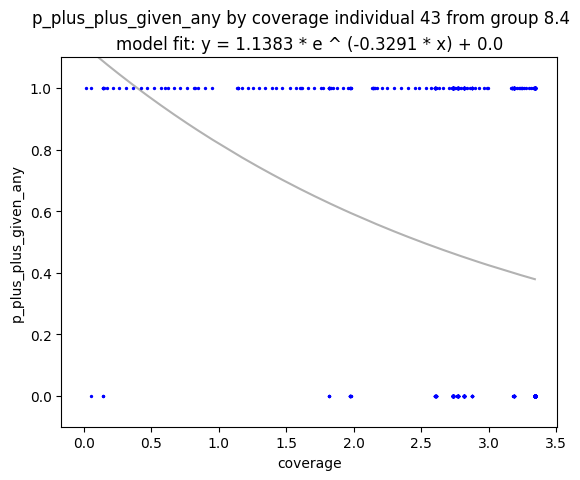 p_plus_plus_given_any by coverage individual 43 from group 8.4
model fit: y = 1.1383 * e ^ (-0.3291 * x) + 0.0
1.0
0.8
0.6
0.4
0.2
0.0
p_plus_plus_given_any
0.0 0.5 1.0 1.5 2.0 2.5 3.0 3.5
coverage